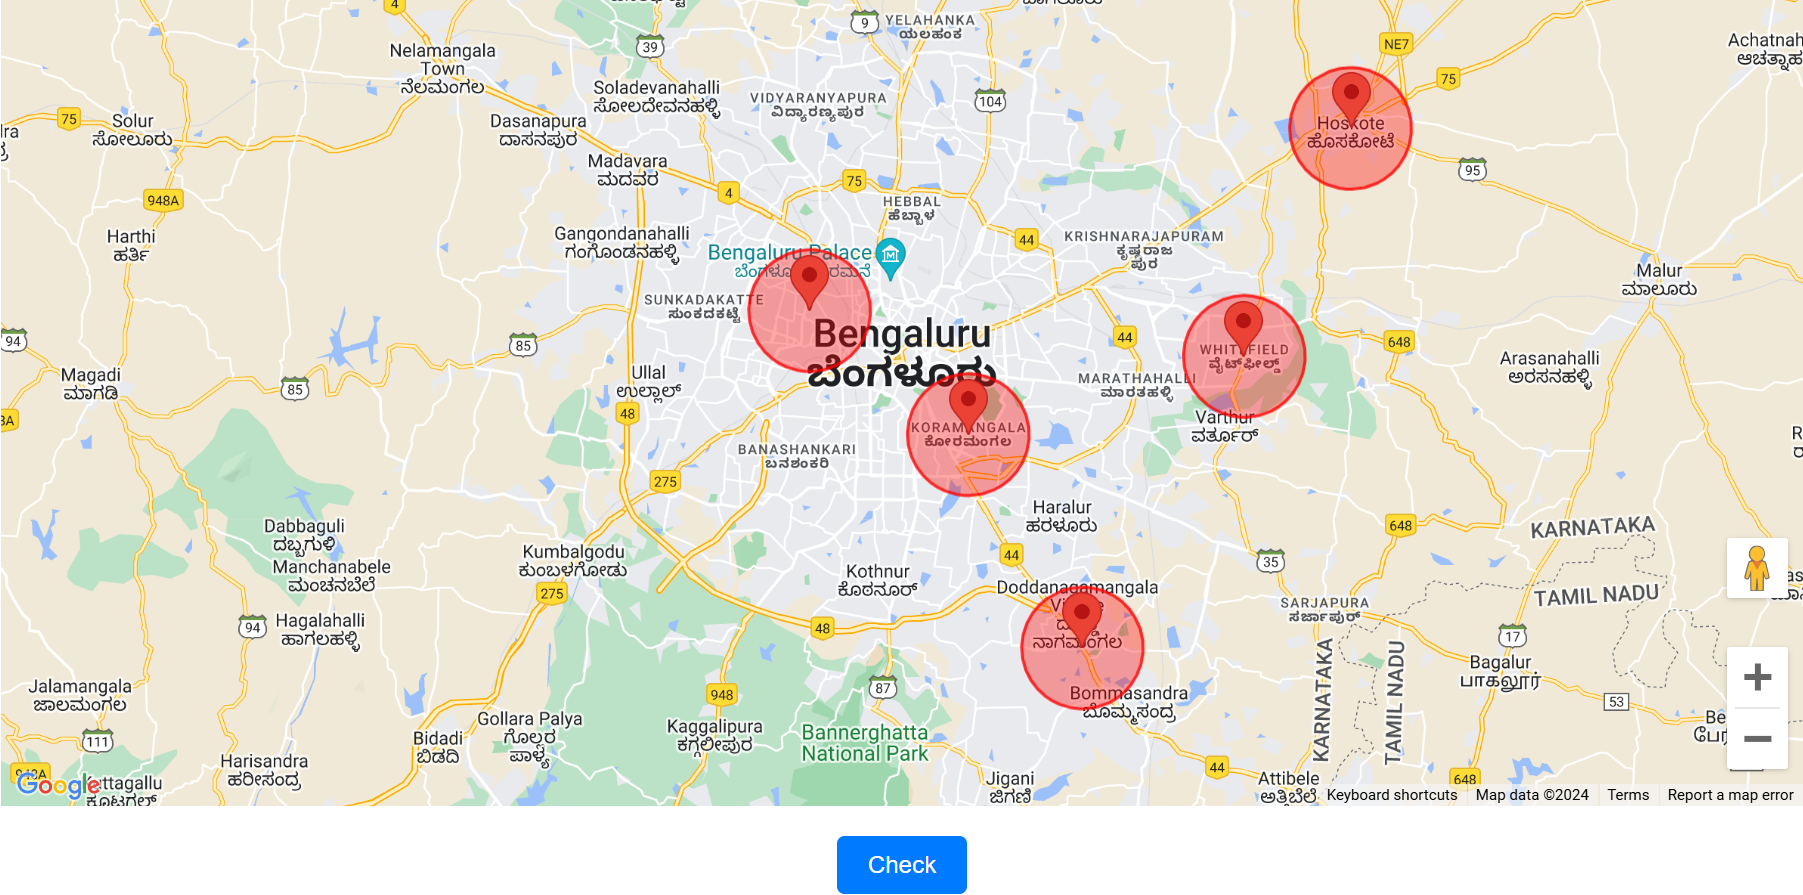 4
9
YELAHANKA
ಯಲಹಂಕ
39
NE7
Nelamangala
Town
ನೆಲಮಂಗಲ
75
Soladevanahalli
ಸೋಲದೇವನಹಳ್ಳಿ
VIDYARANYAPURA
ವಿದ್ಯಾರಣ್ಯಪುರ
104
75
Solur
ಸೋಲೂರು
Dasanapura
ದಾಸನಪುರ
Hoskote
ಹೊಸಕೋಟೆ
Madavara
ಮದವರ
95
75
4
948A
HEBBAL
ಹೆಬ್ಬಾಳ
Harthi
ಹರ್ತಿ
Gangondanahalli
ಗಂಗೊಂಡನಹಳ್ಳಿ
44
KRISHNARAJAPURAM
ಕೃಷ್ಣರಾಜ
ಪುರ
Bengaluru Palace
Malur
ಮಾಲೂರು
SUNKADAKATTE
ಸುಂಕದಕಟ್ಟೆ
Bengaluru
ಬೆಂಗಳೂರು
94
85
44
648
WHITEFIELD
ವೈಟ್‌ಫೀಲ್ಡ್
Arasanahalli
ಅರಸನಹಳ್ಳಿ
Magadi
ಮಾಗಡಿ
85
Ullal
ಉಲ್ಲಾಳ್
MARATHAHALLI
ಮಾರತಹಳ್ಳಿ
48
Varthur
ವರ್ತೂರ್
KORAMANGALA
ಕೋರಮಂಗಲ
BANASHANKARI
ಬನಶಂಕರಿ
275
Haralur
ಹರಳೂರು
Dabbaguli
ದಬ್ಬಗುಳಿ
648
KARNATAKA
Kumbalgodu
ಕುಂಬಳಗೋಡು
44
35
Manchanabele
ಮಂಚನಬೆಲೆ
Kothnur
ಕೊಠನೂರ್
275
Doddanagamangala
TAMIL NADU
SARJAPURA
ಸರ್ಜಾಪುರ್
Hagalahalli
ಹಾಗಲಹಳ್ಳಿ
94
48
ನಾಗಮಂಗಲ
17
KARNATAKA
TAMIL NADU
Bagalur
ಬಾಗಲೂರ್
Jalamangala
ಜಾಲಮಂಗಲ
948
87
Bommasandra
ಬೊಮ್ಮಸಂದ್ರ
53
Gollara Palya
ಗೊಲ್ಲರ
ಪಾಳ್ಯ
Kaggalipura
ಕಗ್ಗಲೀಪುರ
Bannerghatta
National Park
111
Bidadi
ಬಿಡದಿ
Harisandra
ಹರೀಸಂದ್ರ
44
648
Jigani
ಜಿಗಣಿ
Attibele
ಅತ್ತಿಬೆಲೆ
Google
Keyboard shortcuts
Map data ©2024
Terms
Report a map error
Check